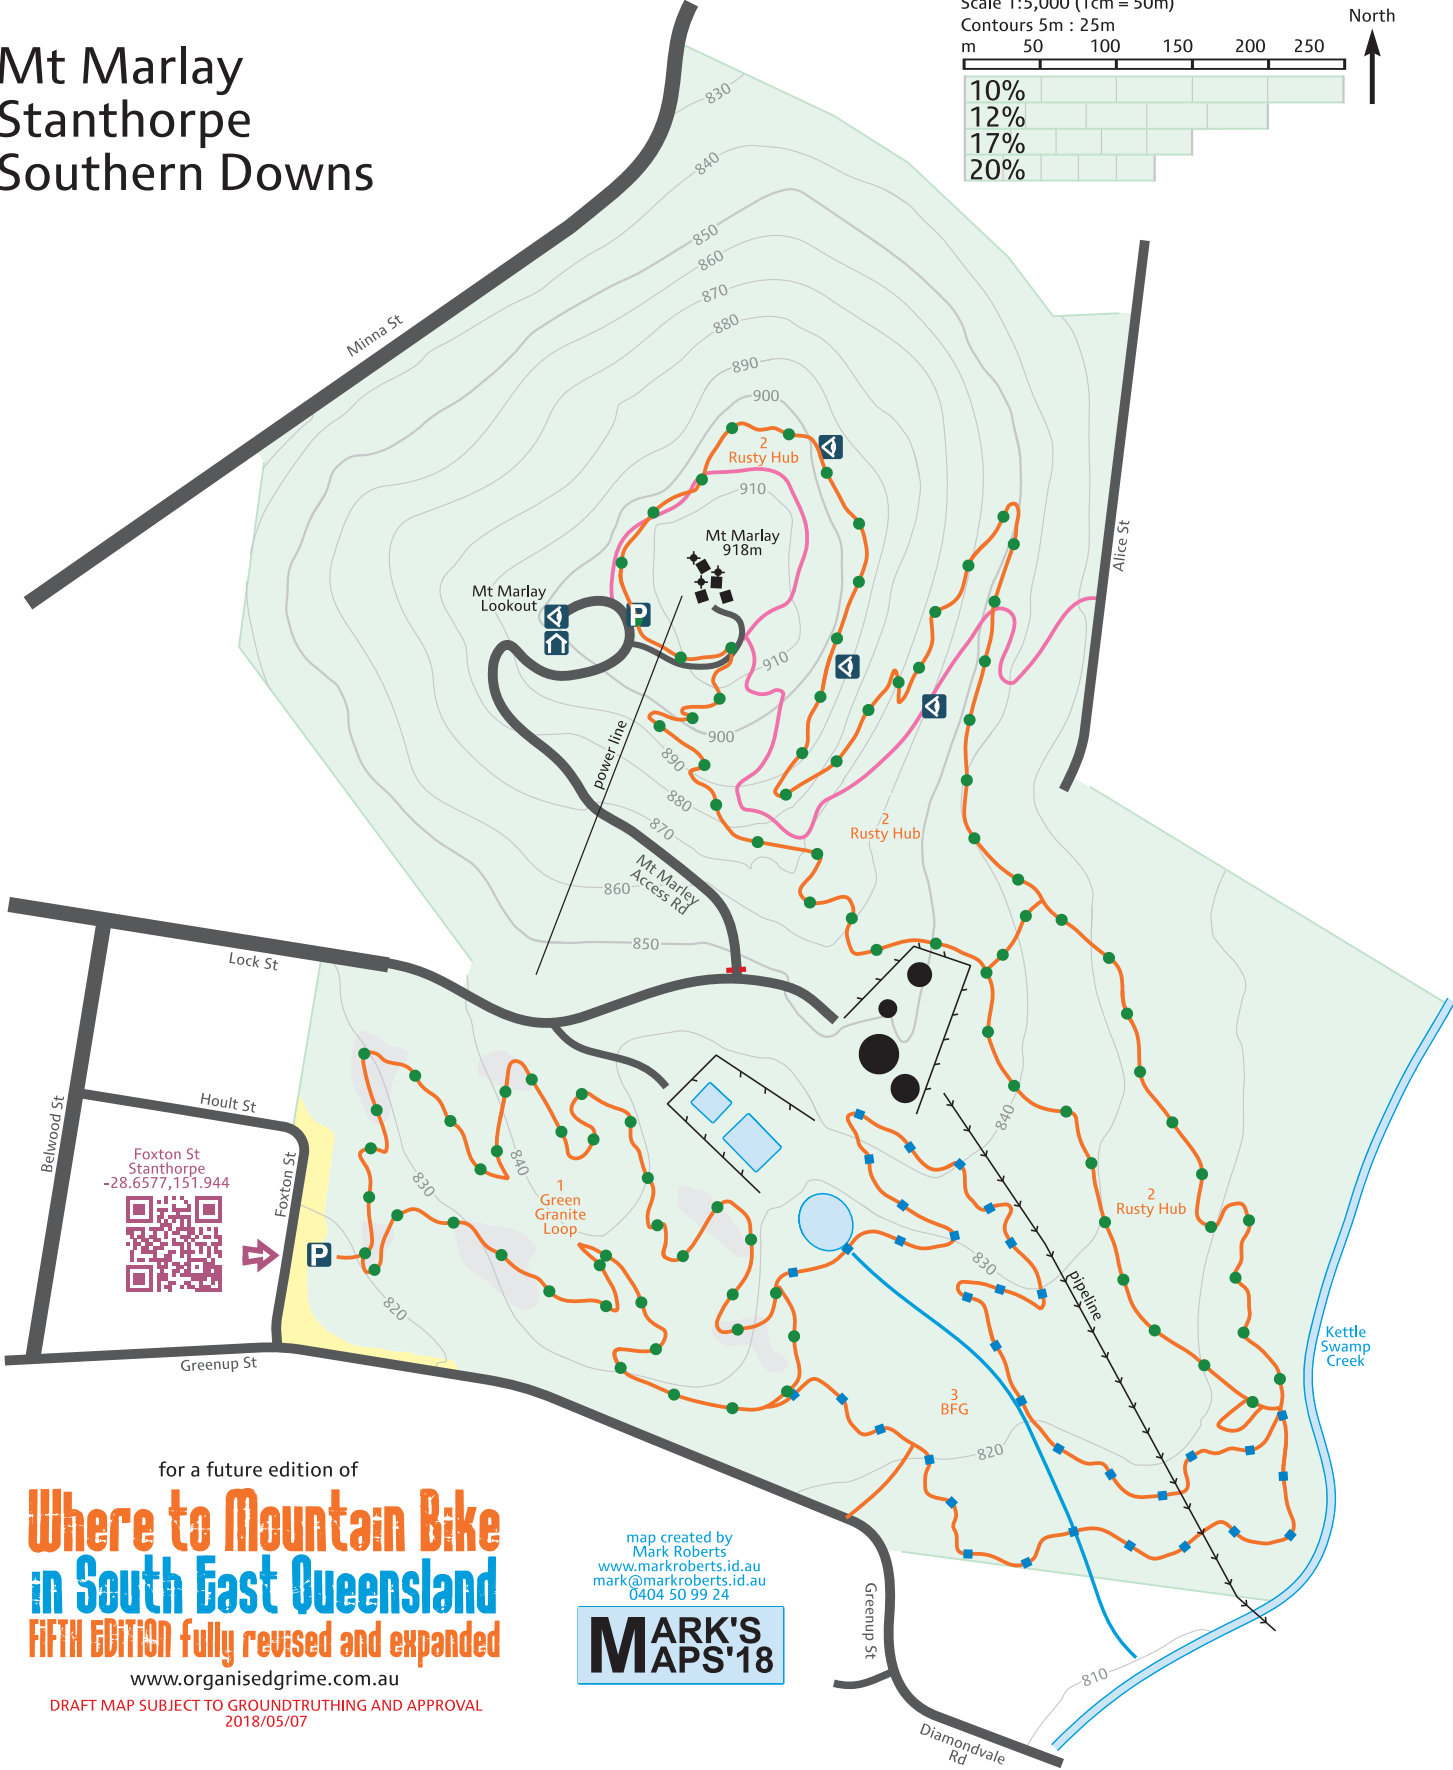 Mt Marlay
Stanthorpe
Southern Downs
Scale 1:5,000 (1cm = 50m)
Contours 5m : 25m
m 50 100 150 200 250
North
10%
12%
17%
20%
830
840
850
860
870
880
890
900
Minna St
2
Rusty Hub
910
Mt Marlay
918m
Mt Marlay
Lookout
P
Alice St
910
900
890
880
870
860
850
power line
Mt Marley
Access Rd
2
Rusty Hub
Lock St
Hoult St
Belwood St
Foxton St
Foxton St
Stanthorpe
-28.6577,151.944
P
Greenup St
830
840
820
1
Green
Granite
Loop
840
830
pipeline
2
Rusty Hub
Kettle
Swamp
Creek
3
BFG
820
810
for a future edition of
Where to Mountain Bike
in South East Queensland
FIFTH EDITION fully revised and expanded
www.organisedgrime.com.au
DRAFT MAP SUBJECT TO GROUNDTRUTHING AND APPROVAL
2018/05/07
map created by
Mark Roberts
www.markroberts.id.au
mark@markroberts.id.au
0404 50 99 24
MARK'S
MAPS'18
Greenup St
Diamondvale
Rd